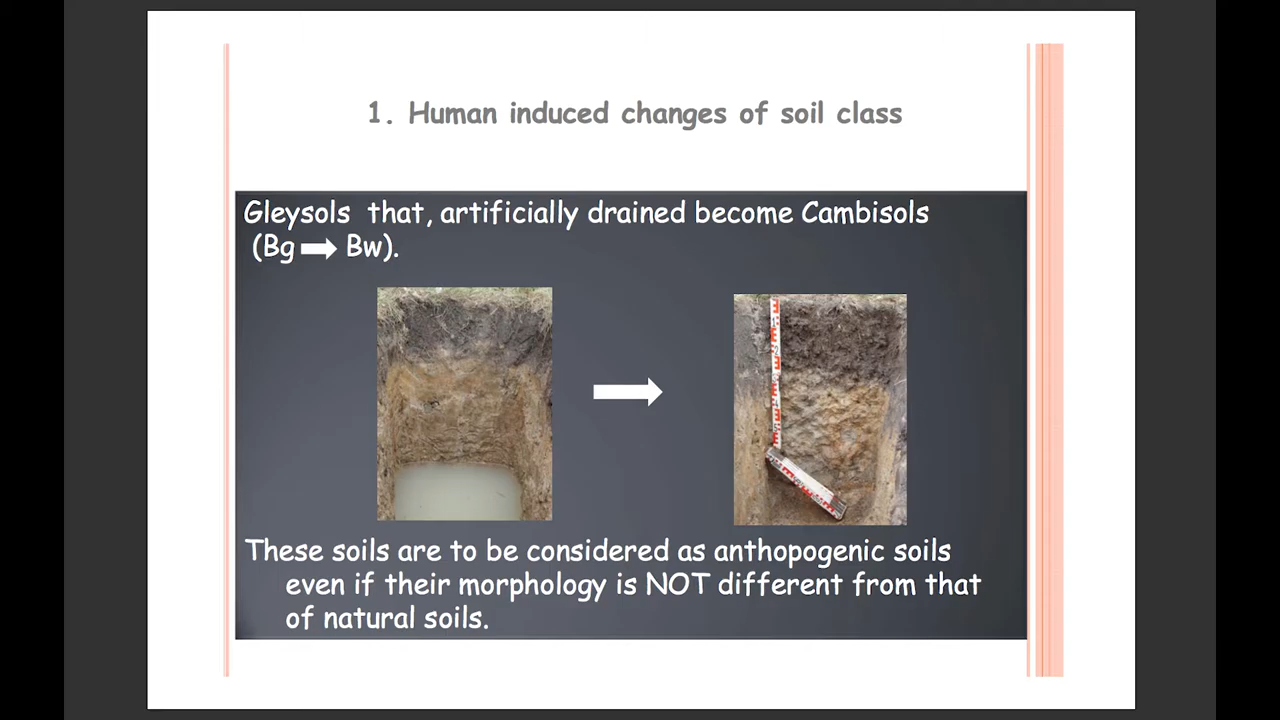 1. Human induced changes of soil class
Gleysols that, artificially drained become Cambisols
(Bg ➡ Bw).
These soils are to be considered as anthopogenic soils
even if their morphology is NOT different from that
of natural soils.